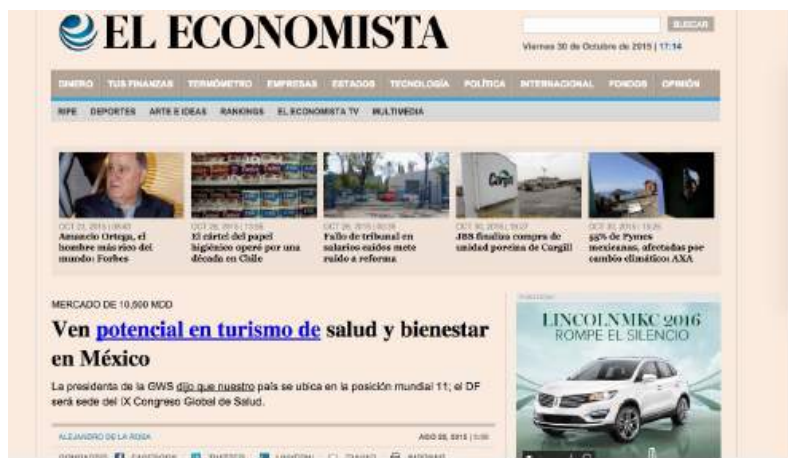 EL ECONOMISTA
BUSCAR
Viernes 30 de Octubre de 2015 | 17:14
DINERO TUS FINANZAS TERMÓMETRO EMPRESAS ESTADOS TECNOLOGÍA POLÍTICA INTERNACIONAL FONDOS OPINIÓN
RIPE DEPORTES ARTE E IDEAS RANKINGS EL ECONOMISTA TV MULTIMEDIA
Cargill
Amancio Ortega, el
hombre más rico del
mundo: Forbes
El cártel del papel
higiénico operó por una
década en Chile
Fallo de tribunal en
salarios caídos mete
ruido a reforma
JBS finaliza compra de
unidad porcina de Cargill
55% de Pymes
mexicanas, afectadas por
cambio climático: AXA
MERCADO DE 10,600 MDD
Ven potencial en turismo de salud y bienestar
en México
La presidenta de la GWS dijo que nuestro país se ubica en la posición mundial 11; el DF
será sede del IX Congreso Global de Salud.
ALEJANDRO DE LA ROSA
LINCOLN MKC 2016
ROMPE EL SILENCIO